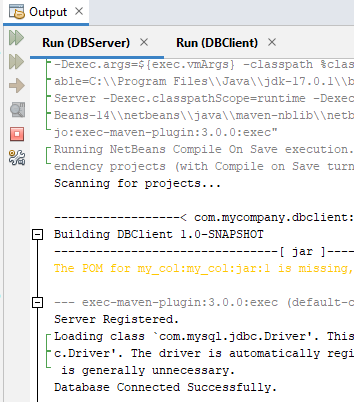 Output
Run (DBServer)
Run (DBClient)
-Dexec.args=${exec.vmArgs} -classpath %class
able=C:\\Program Files\\Java\\jdk-17.0.1\\b
Server -Dexec.classpathScope=runtime -Dexec
Beans-14\\netbeans\\java\\maven-nblib\\netb
jo:exec-maven-plugin:3.0.0:exec"
Running NetBeans Compile On Save execution.
endency projects (with Compile on Save turn
Scanning for projects...
------------------< com.mycompany.dbclient:
Building DBClient 1.0-SNAPSHOT
--------------------------------[ jar ]----
The POM for my_col:my_col:jar:1 is missing,
--- exec-maven-plugin:3.0.0:exec (default-c
Server Registered.
Loading class `com.mysql.jdbc.Driver'. This
c.Driver'. The driver is automatically regi
is generally unnecessary.
Database Connected Successfully.